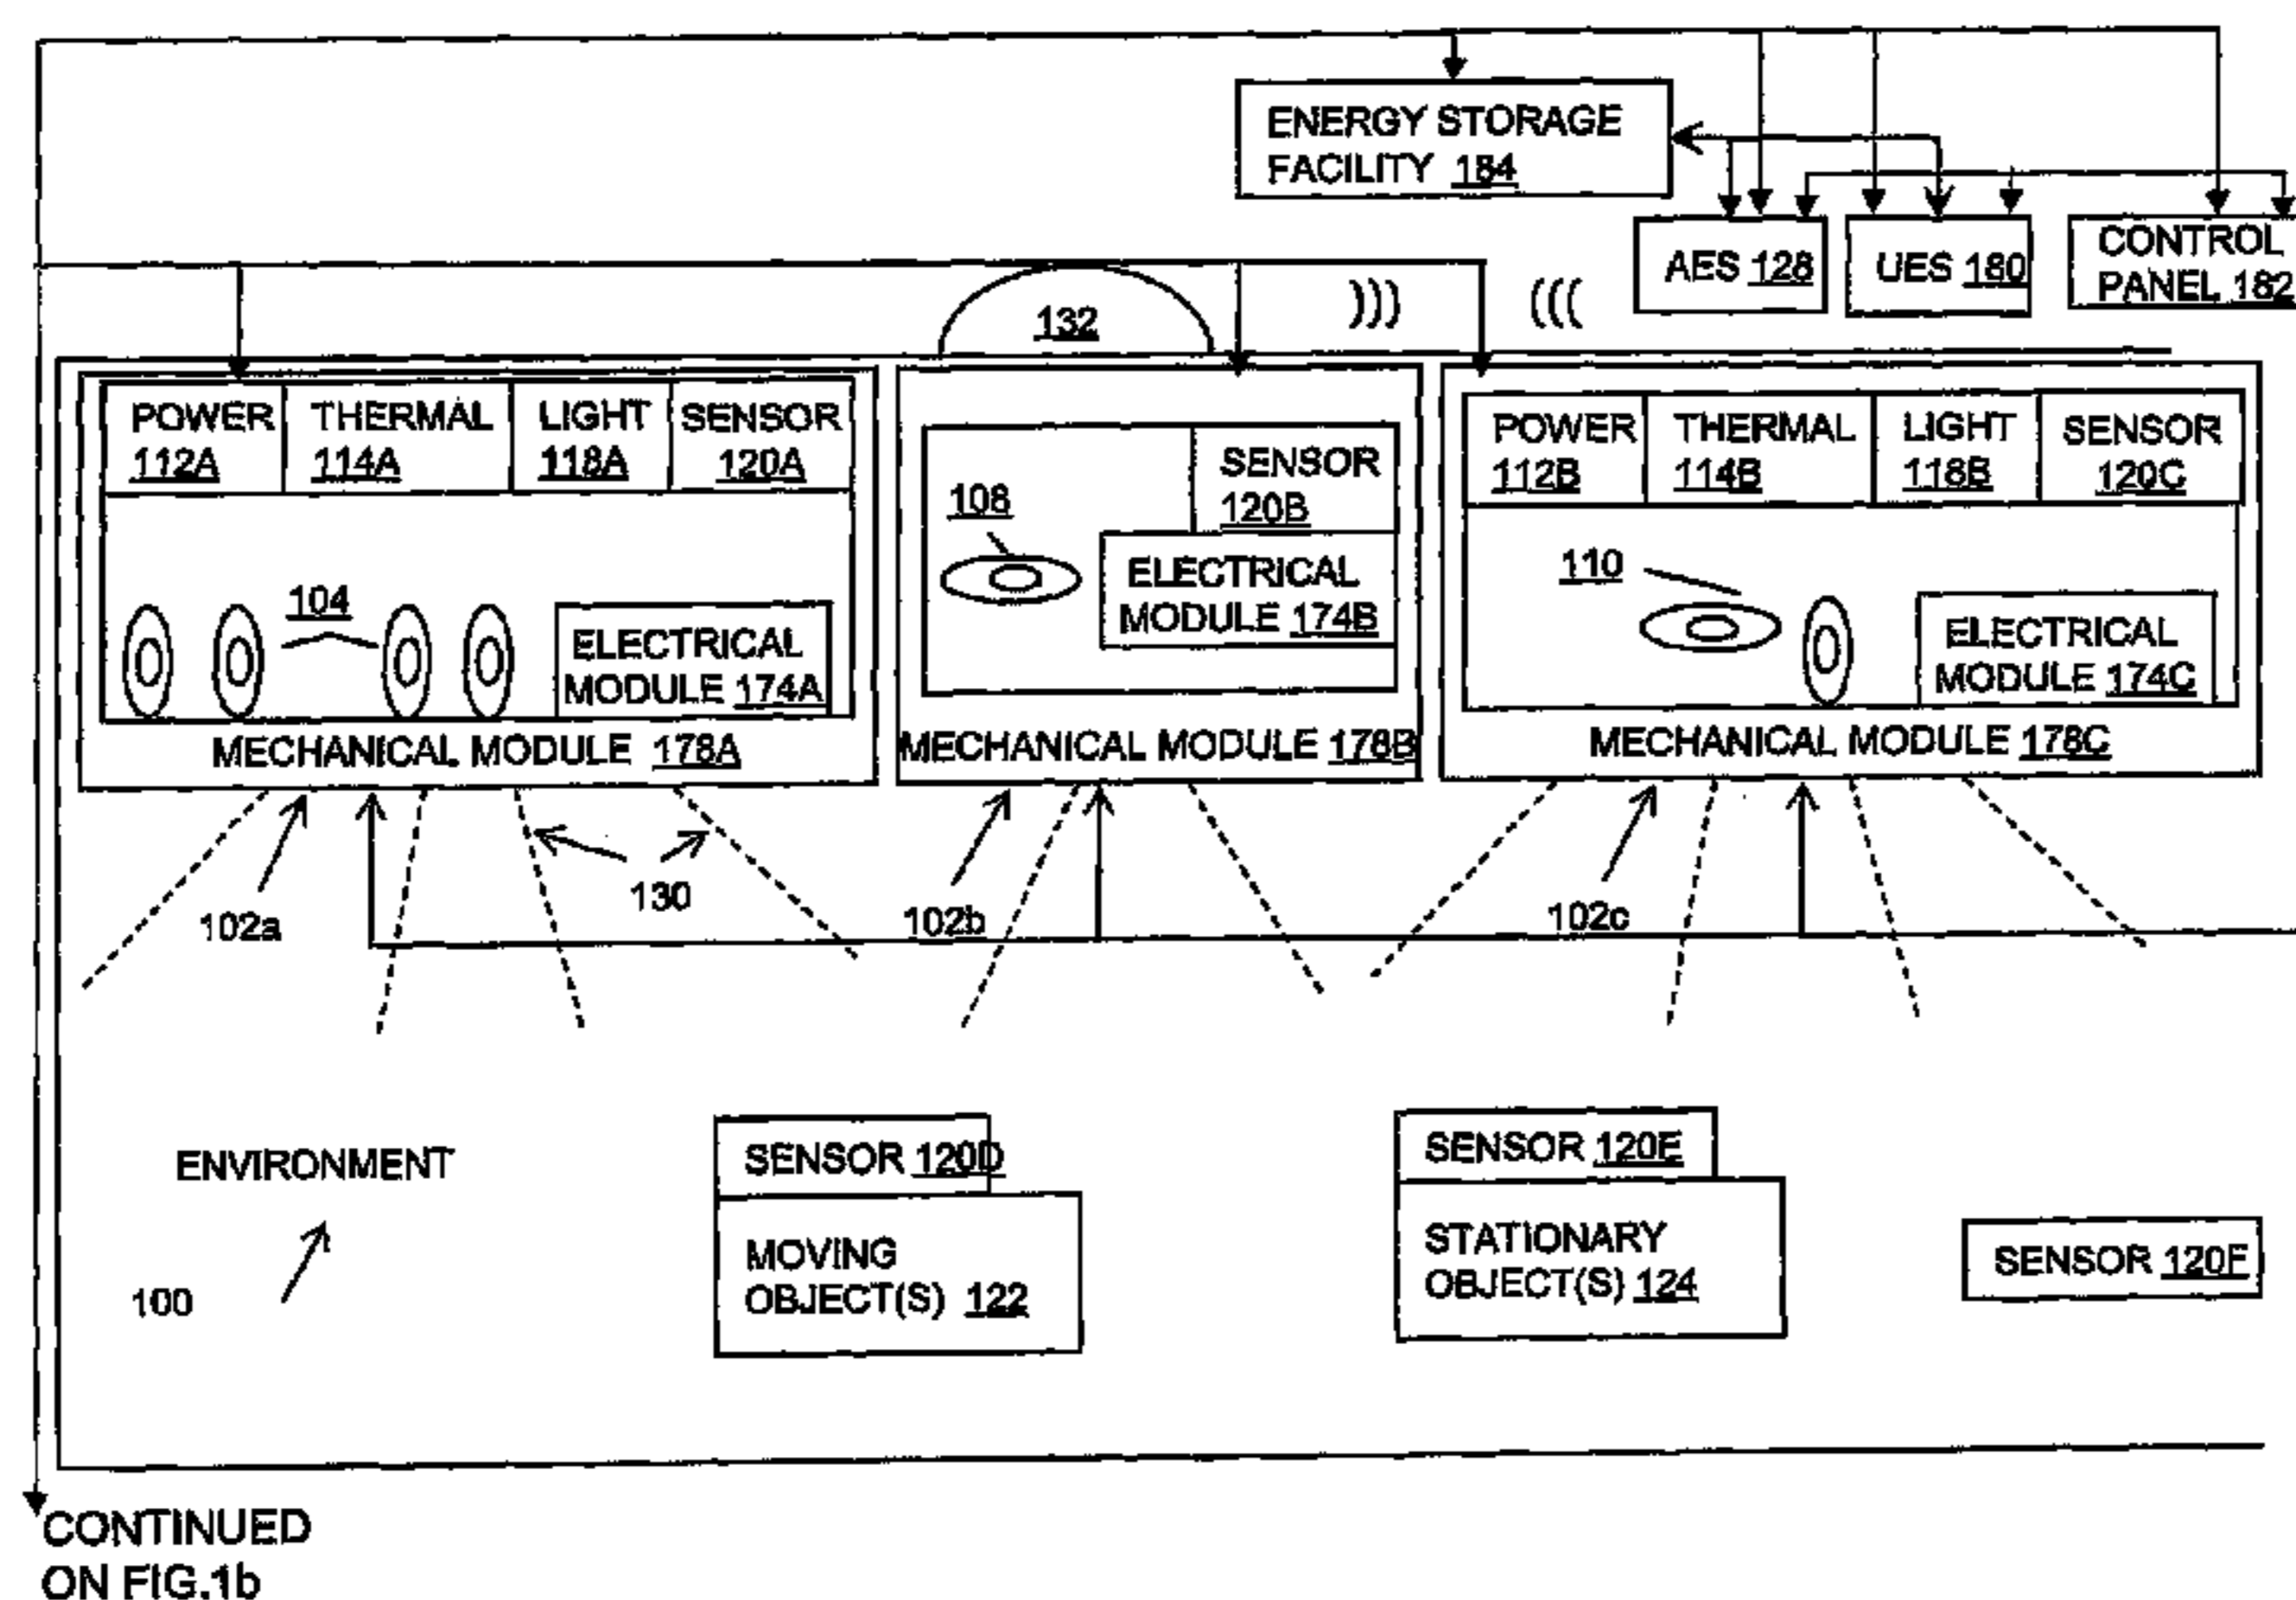 ENERGY STORAGE
FACILITY 184
AES 128
UES 180
CONTROL
PANEL 182
132
))) (((
POWER
112A
THERMAL
114A
LIGHT
118A
SENSOR
120A
104
ELECTRICAL
MODULE 174A
MECHANICAL MODULE 178A
SENSOR
120B
108
ELECTRICAL
MODULE 174B
MECHANICAL MODULE 178B
POWER
112B
THERMAL
114B
LIGHT
118B
SENSOR
120C
110
ELECTRICAL
MODULE 174C
MECHANICAL MODULE 178C
102a
130
102b
102c
ENVIRONMENT
100
SENSOR 120D
MOVING
OBJECT(S) 122
SENSOR 120E
STATIONARY
OBJECT(S) 124
SENSOR 120F
CONTINUED
ON FIG.1b